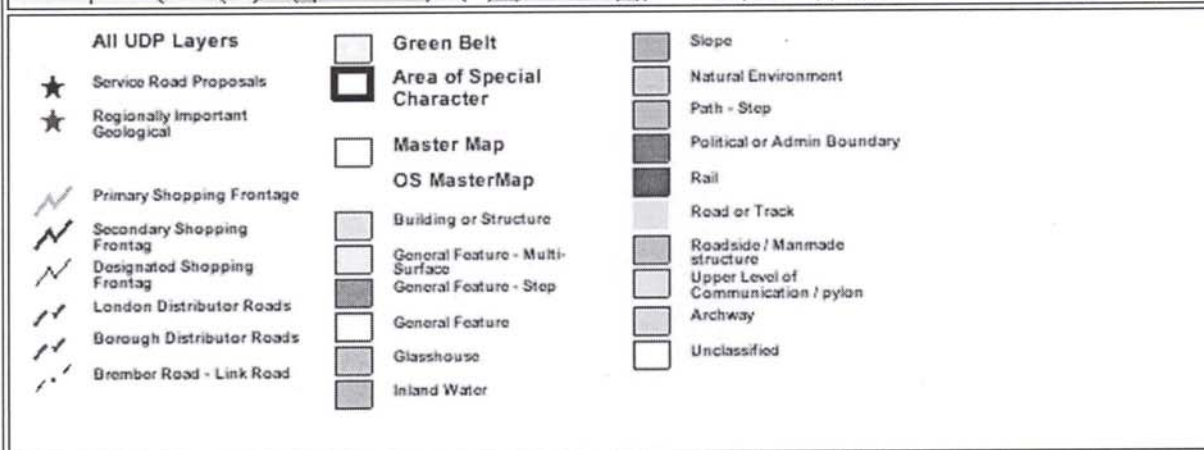 All UDP Layers
Service Road Proposals
Regionally Important
Geological
Primary Shopping Frontage
Secondary Shopping
Frontag
Designated Shopping
Frontag
London Distributor Roads
Borough Distributor Roads
Brember Road - Link Road
Green Belt
Area of Special
Character
Master Map
OS MasterMap
Building or Structure
General Feature - Multi-
Surface
General Feature - Step
General Feature
Glasshouse
Inland Water
Slope
Natural Environment
Path - Step
Political or Admin Boundary
Rail
Road or Track
Roadside / Manmade
structure
Upper Level of
Communication / pylon
Archway
Unclassified